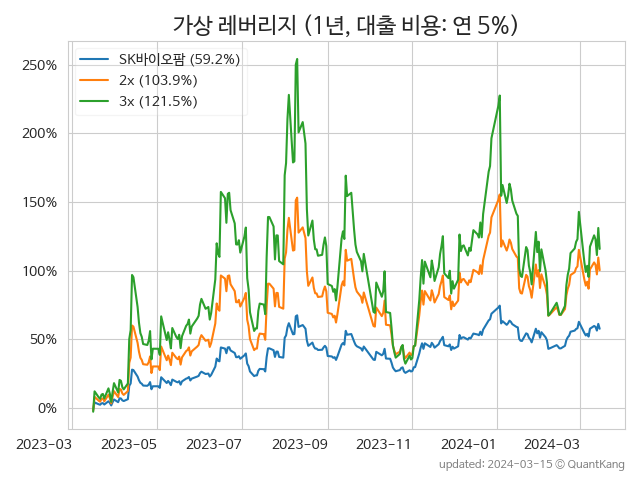 가상 레버리지 (1년, 대출 비용: 연 5%)
SK바이오팜 (59.2%)
2x (103.9%)
3x (121.5%)
250%
200%
150%
100%
50%
0%
2023-03 2023-05 2023-07 2023-09 2023-11 2024-01 2024-03
updated: 2024-03-15 © QuantKang